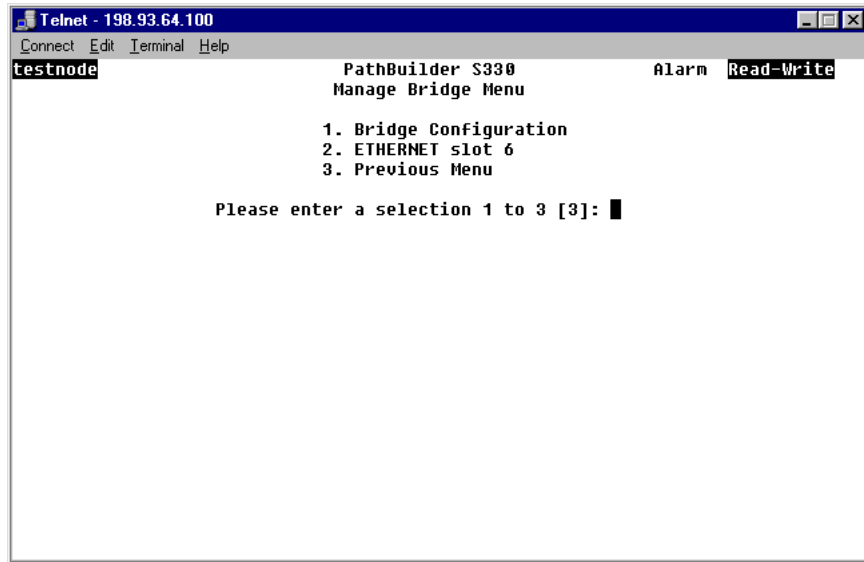 Telnet - 198.93.64.100
Connect Edit Terminal Help
testnode PathBuilder S330 Alarm Read-Write
Manage Bridge Menu
1. Bridge Configuration
2. ETHERNET slot 6
3. Previous Menu
Please enter a selection 1 to 3 [3]: